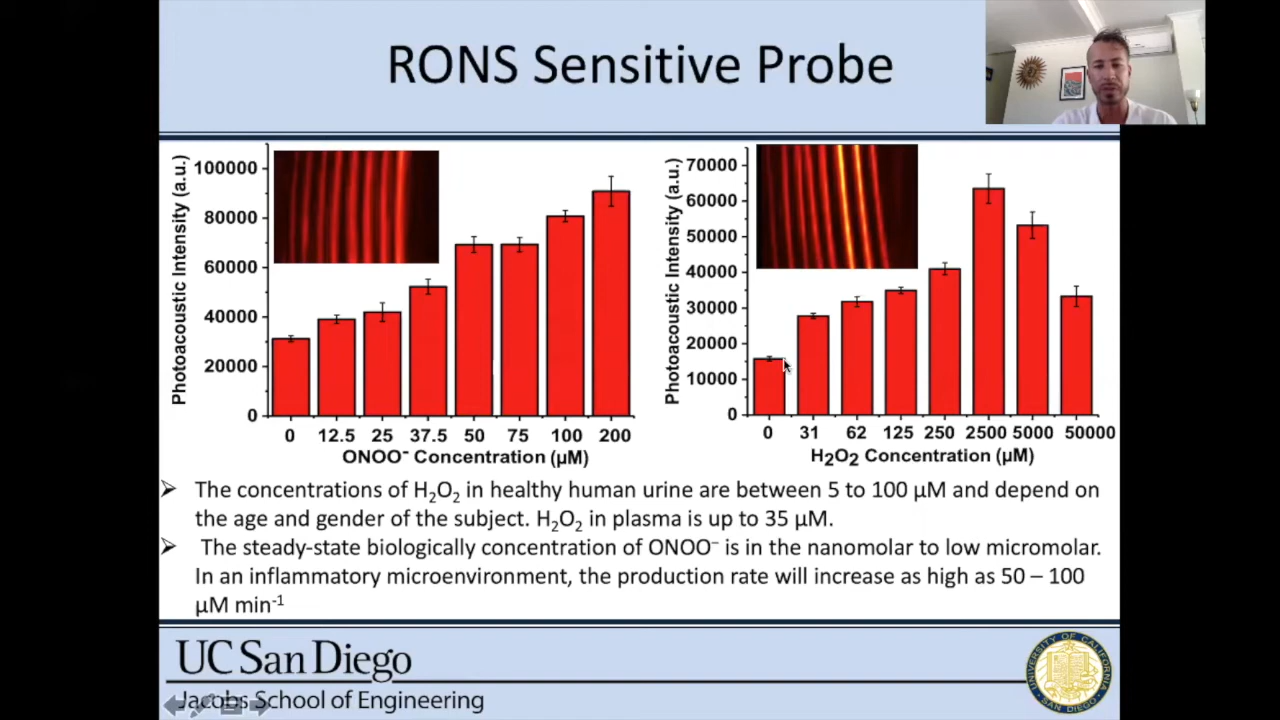 RONS Sensitive Probe
Photoacoustic Intensity (a.u.)
100000
80000
60000
40000
20000
0
0 12.5 25 37.5 50 75 100 200
ONOO⁻ Concentration (µM)
Photoacoustic Intensity (a.u.)
70000
60000
50000
40000
30000
20000
10000
0
0 31 62 125 250 2500 5000 50000
H₂O₂ Concentration (µM)
➢ The concentrations of H₂O₂ in healthy human urine are between 5 to 100 µM and depend on
the age and gender of the subject. H₂O₂ in plasma is up to 35 µM.
➢ The steady-state biologically concentration of ONOO⁻ is in the nanomolar to low micromolar.
In an inflammatory microenvironment, the production rate will increase as high as 50 – 100
µM min⁻¹
UC San Diego
Jacobs School of Engineering
UNIVERSITY OF CALIFORNIA
SAN DIEGO